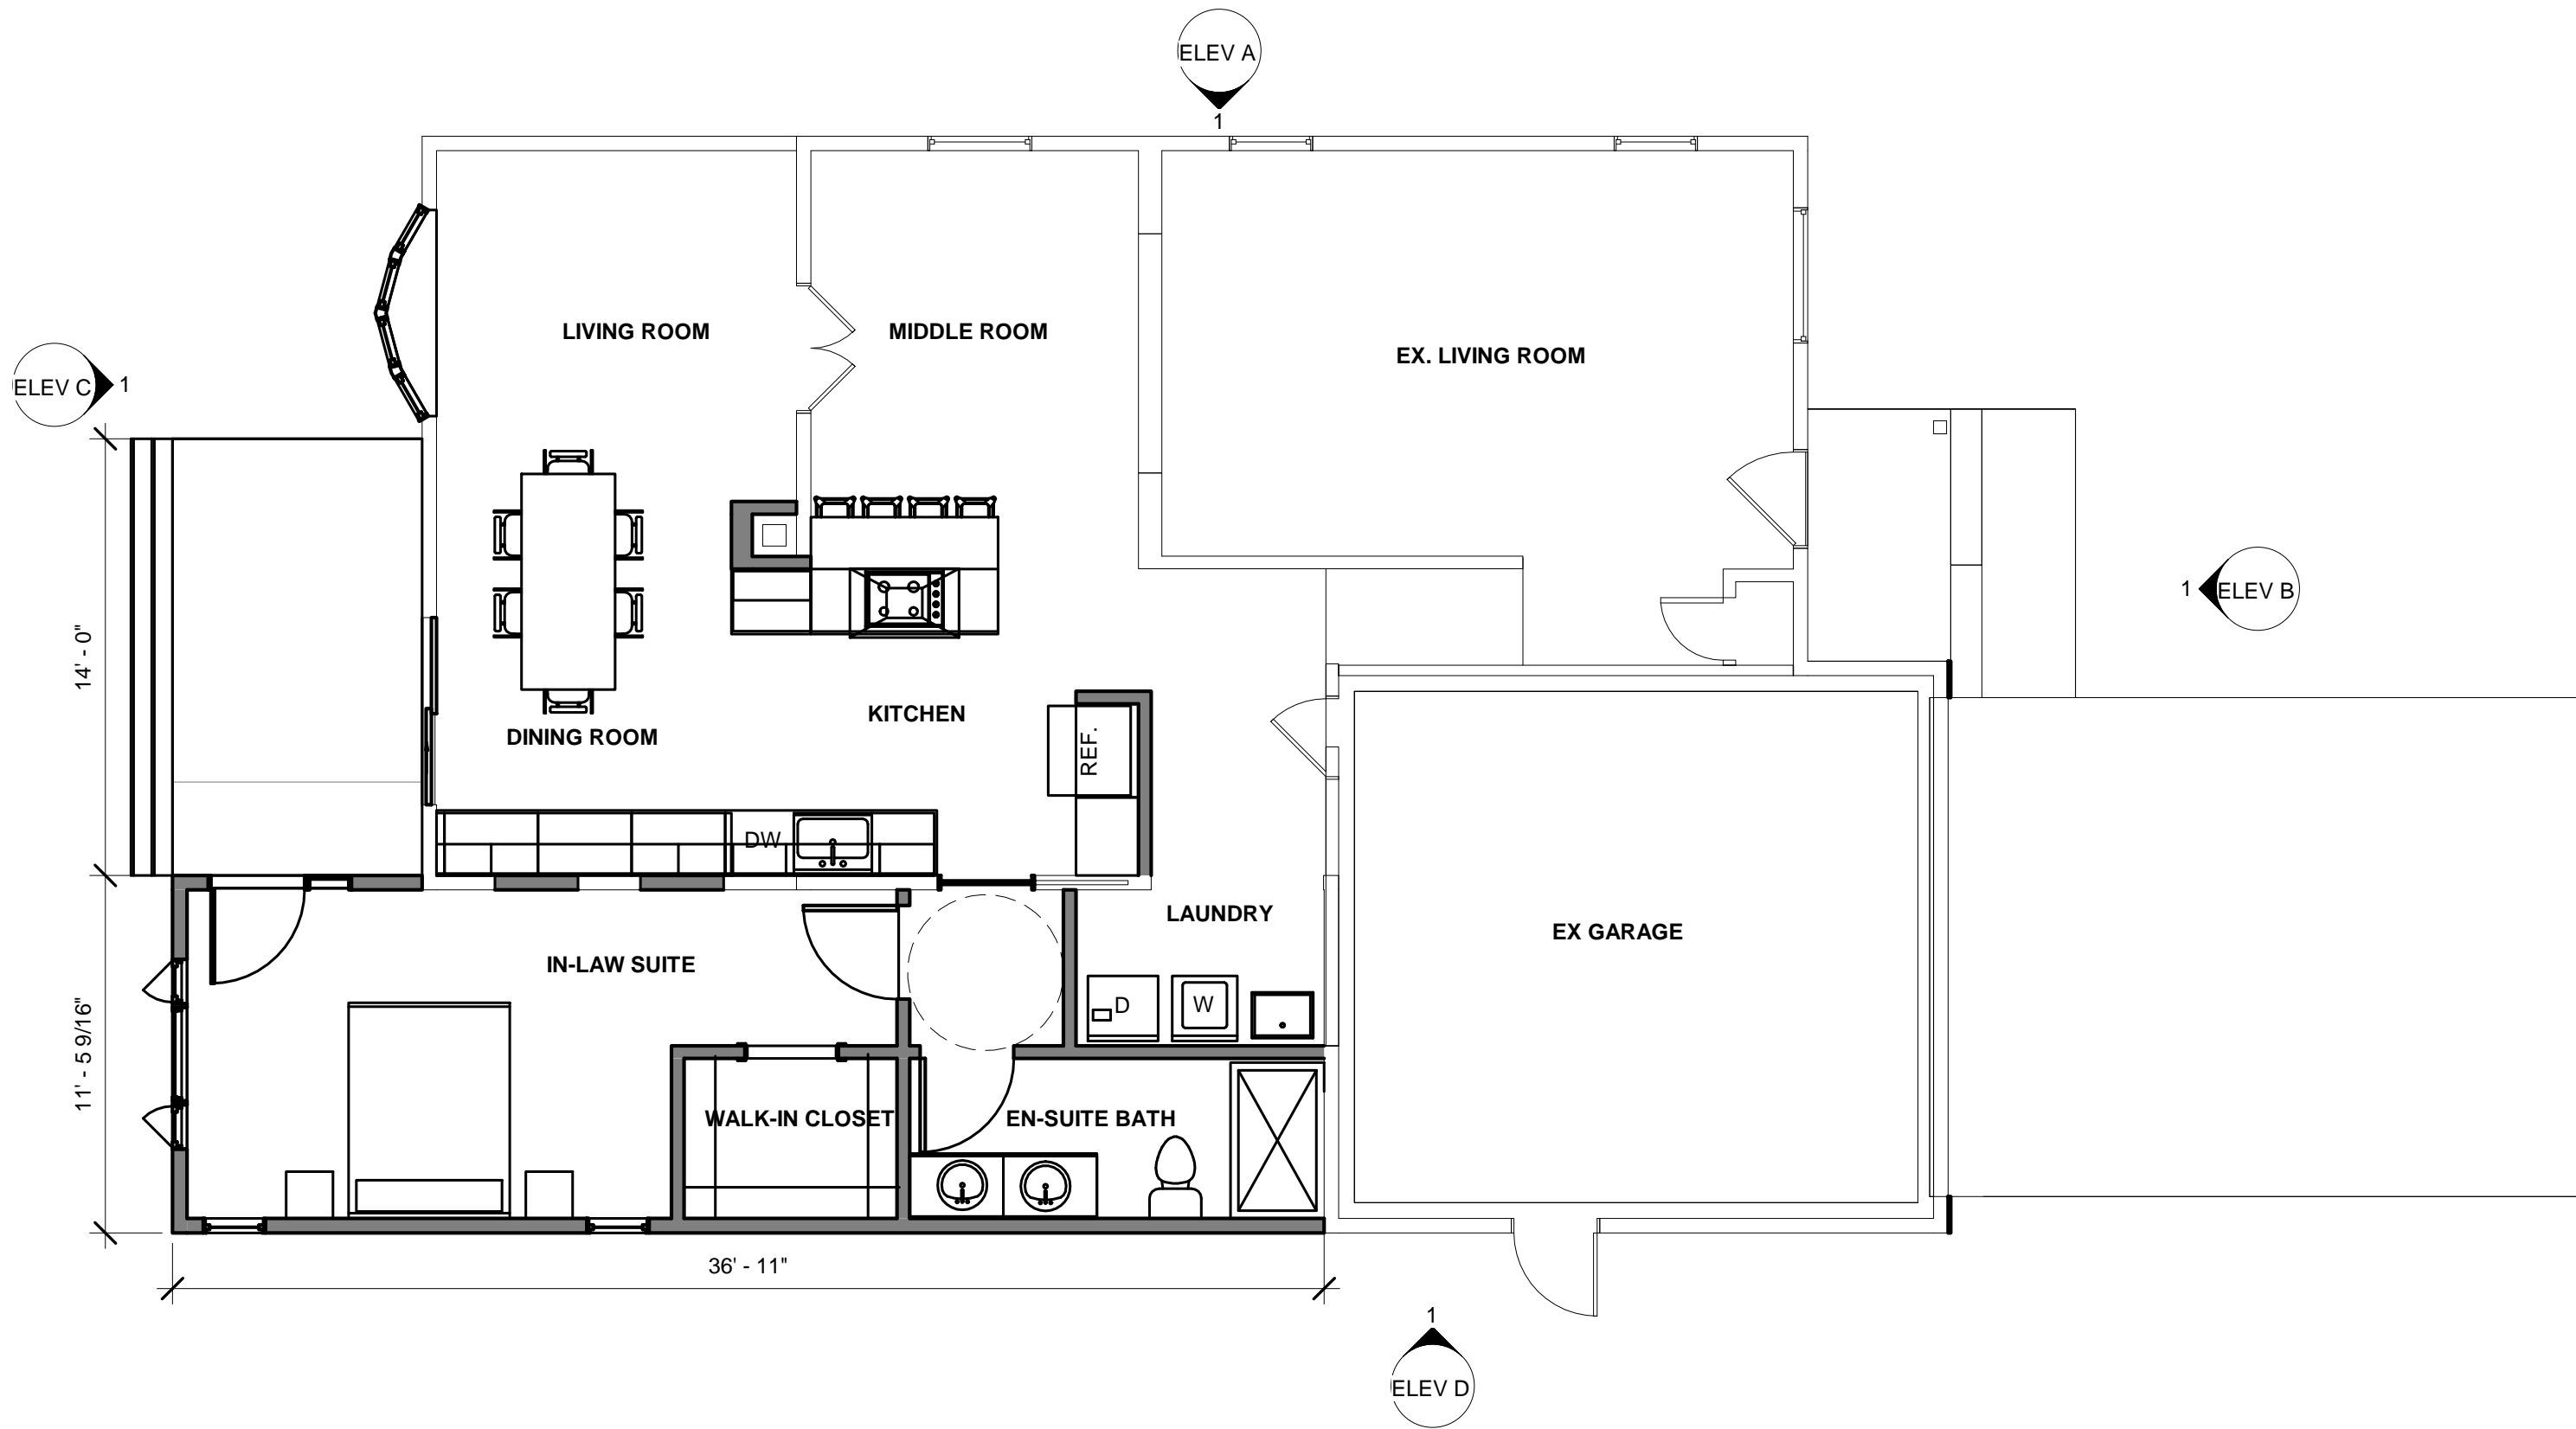 ELEV A
1
LIVING ROOM
MIDDLE ROOM
EX. LIVING ROOM
ELEV C
1
1
ELEV B
14' - 0"
KITCHEN
DINING ROOM
REF.
DW
LAUNDRY
EX GARAGE
IN-LAW SUITE
D
W
11' - 5 9/16"
WALK-IN CLOSET
EN-SUITE BATH
36' - 11"
1
ELEV D